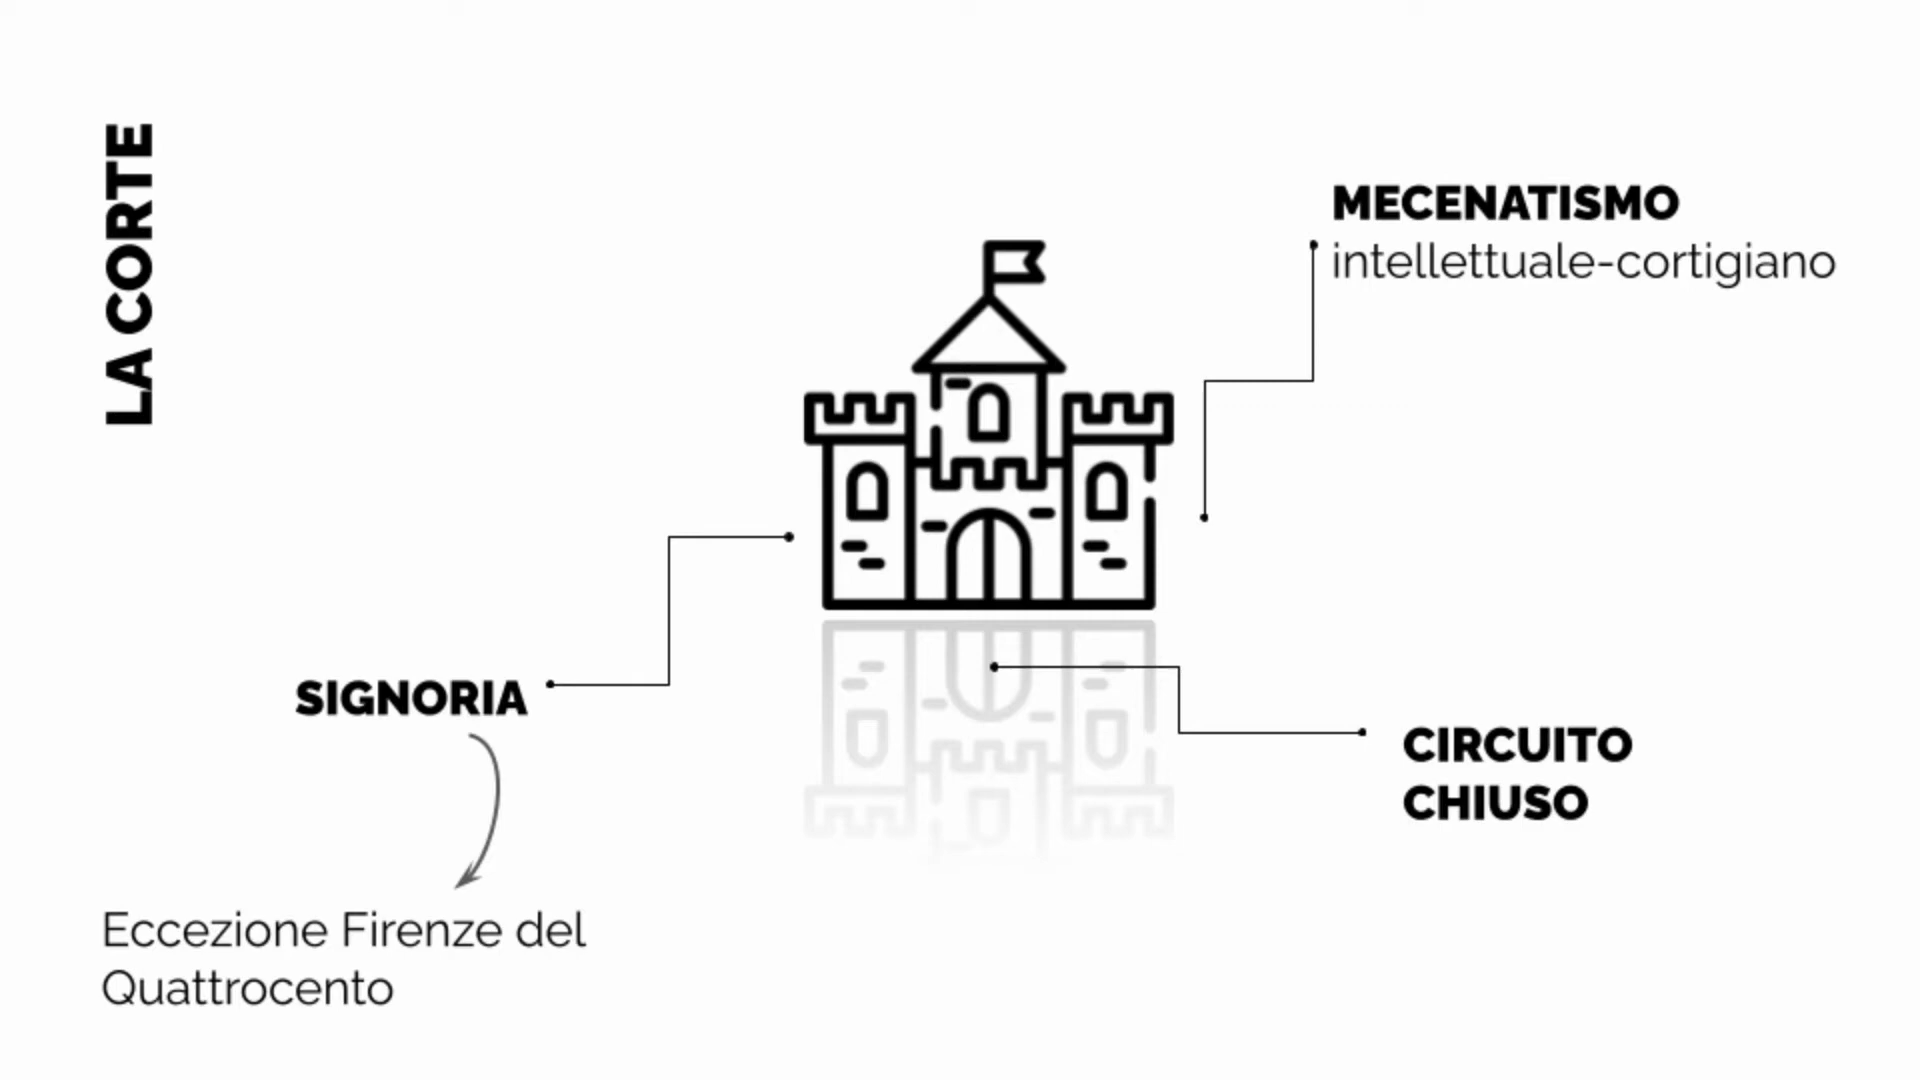 LA CORTE
MECENATISMO
intellettuale-cortigiano
SIGNORIA
CIRCUITO
CHIUSO
Eccezione Firenze del
Quattrocento